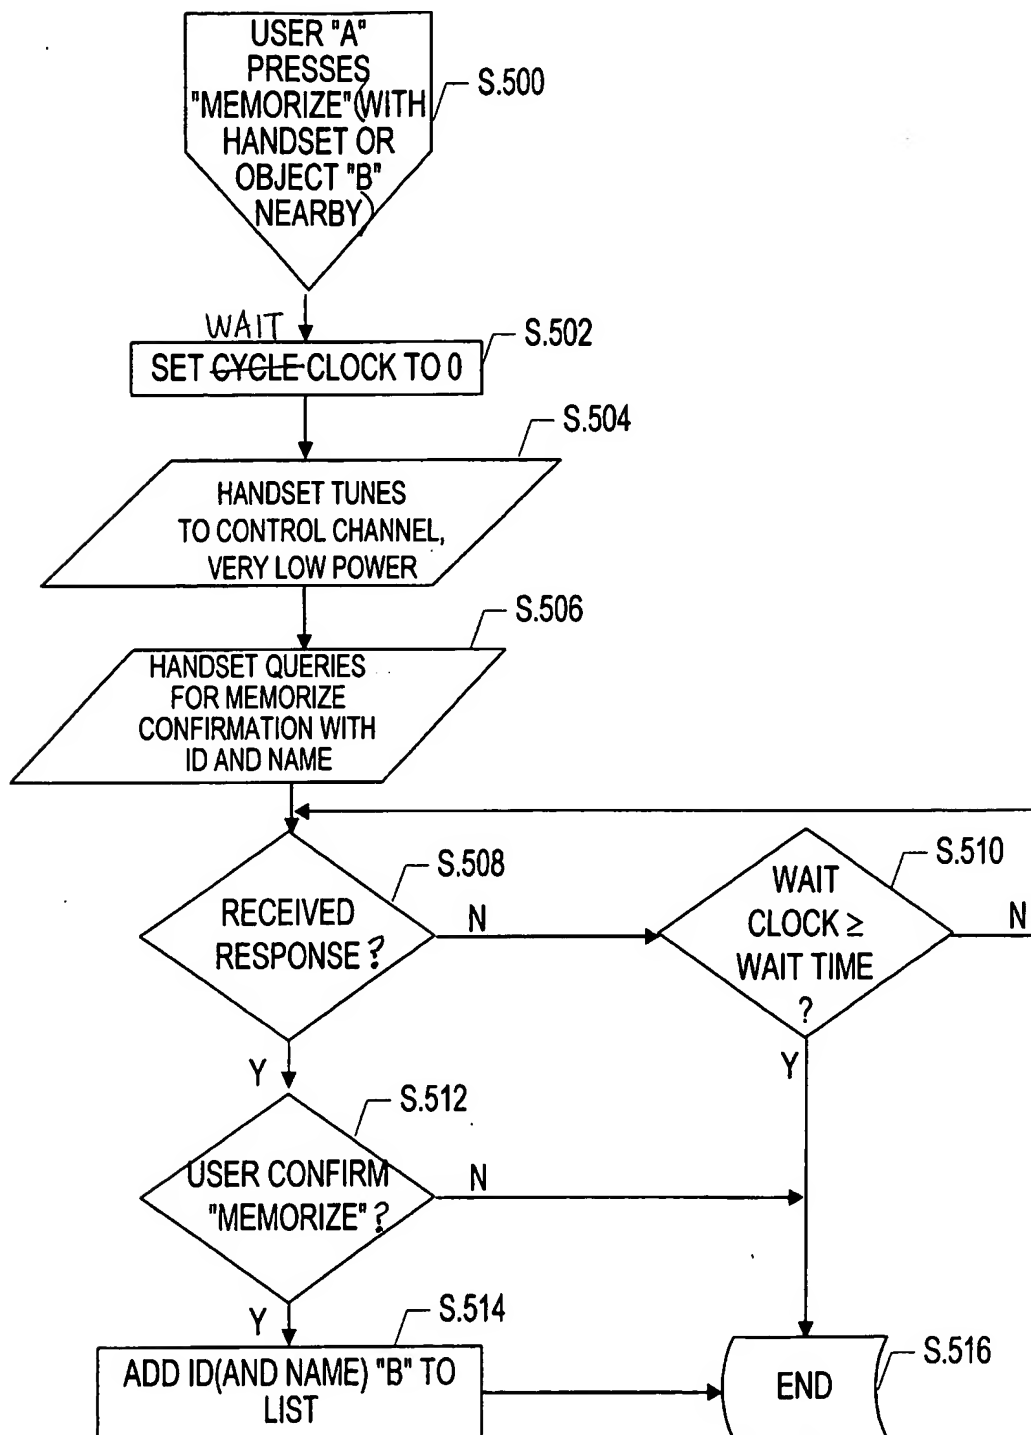 USER "A"
PRESSES
"MEMORIZE"(WITH
HANDSET OR
OBJECT "B"
NEARBY)
S.500
WAIT
SET CYCLE CLOCK TO 0
S.502
S.504
HANDSET TUNES
TO CONTROL CHANNEL,
VERY LOW POWER
S.506
HANDSET QUERIES
FOR MEMORIZE
CONFIRMATION WITH
ID AND NAME
S.508
RECEIVED
RESPONSE?
N
S.510
WAIT
CLOCK ≥
WAIT TIME
?
N
Y
Y
S.512
USER CONFIRM
"MEMORIZE"?
N
Y
S.514
ADD ID(AND NAME) "B" TO
LIST
END
S.516